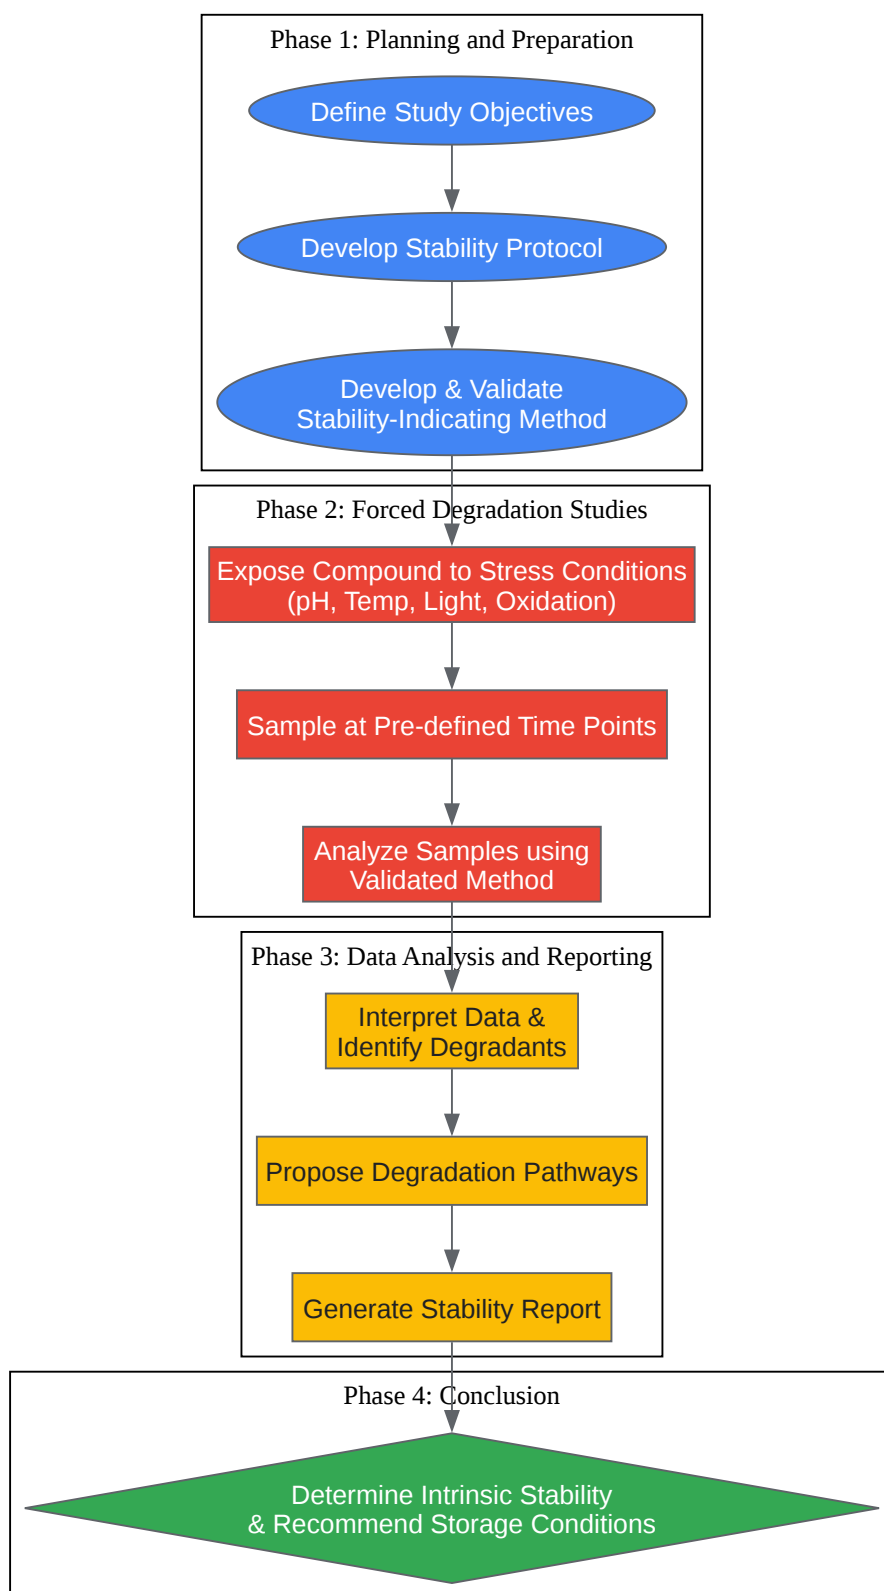 Phase 1: Planning and Preparation
Define Study Objectives
Develop Stability Protocol
Develop & Validate
Stability-Indicating Method
Phase 2: Forced Degradation Studies
Expose Compound to Stress Conditions
(pH, Temp, Light, Oxidation)
Sample at Pre-defined Time Points
Analyze Samples using
Validated Method
Phase 3: Data Analysis and Reporting
Interpret Data &
Identify Degradants
Propose Degradation Pathways
Generate Stability Report
Phase 4: Conclusion
Determine Intrinsic Stability
& Recommend Storage Conditions